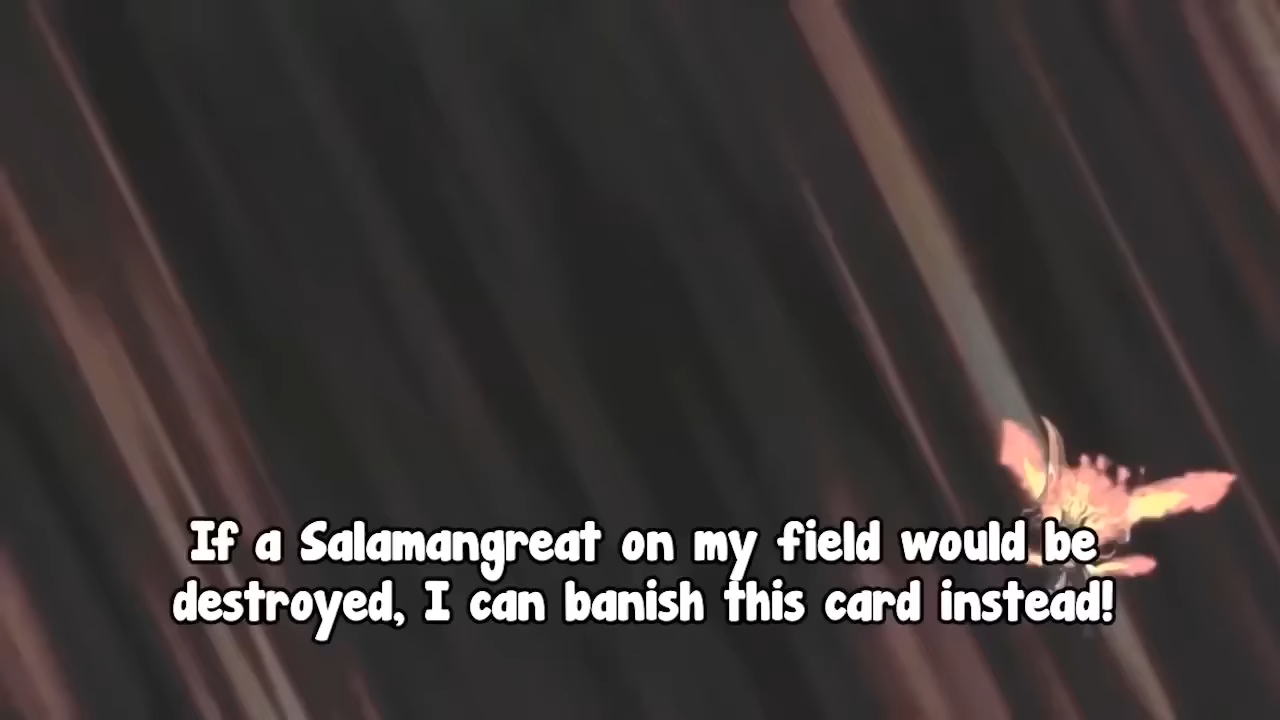 If a Salamangreat on my field would be
destroyed, I can banish this card instead!